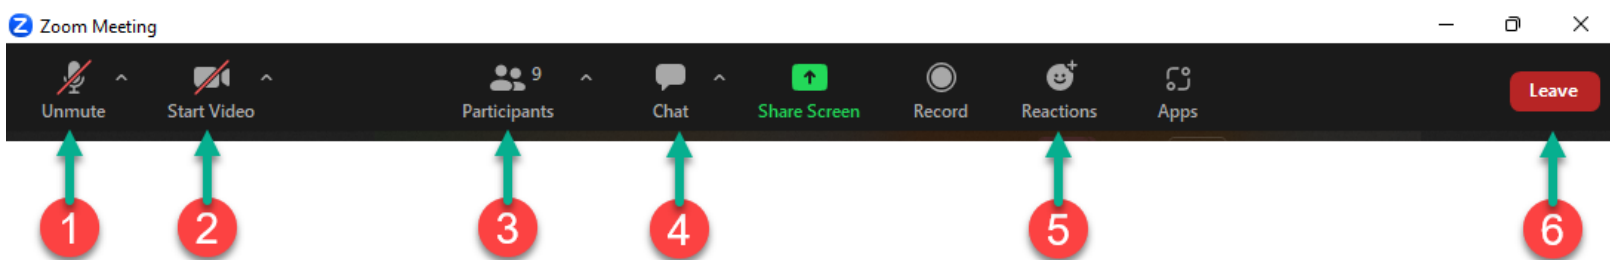 Z Zoom Meeting
9
Unmute Start Video Participants Chat Share Screen Record Reactions Apps Leave
1 2 3 4 5 6